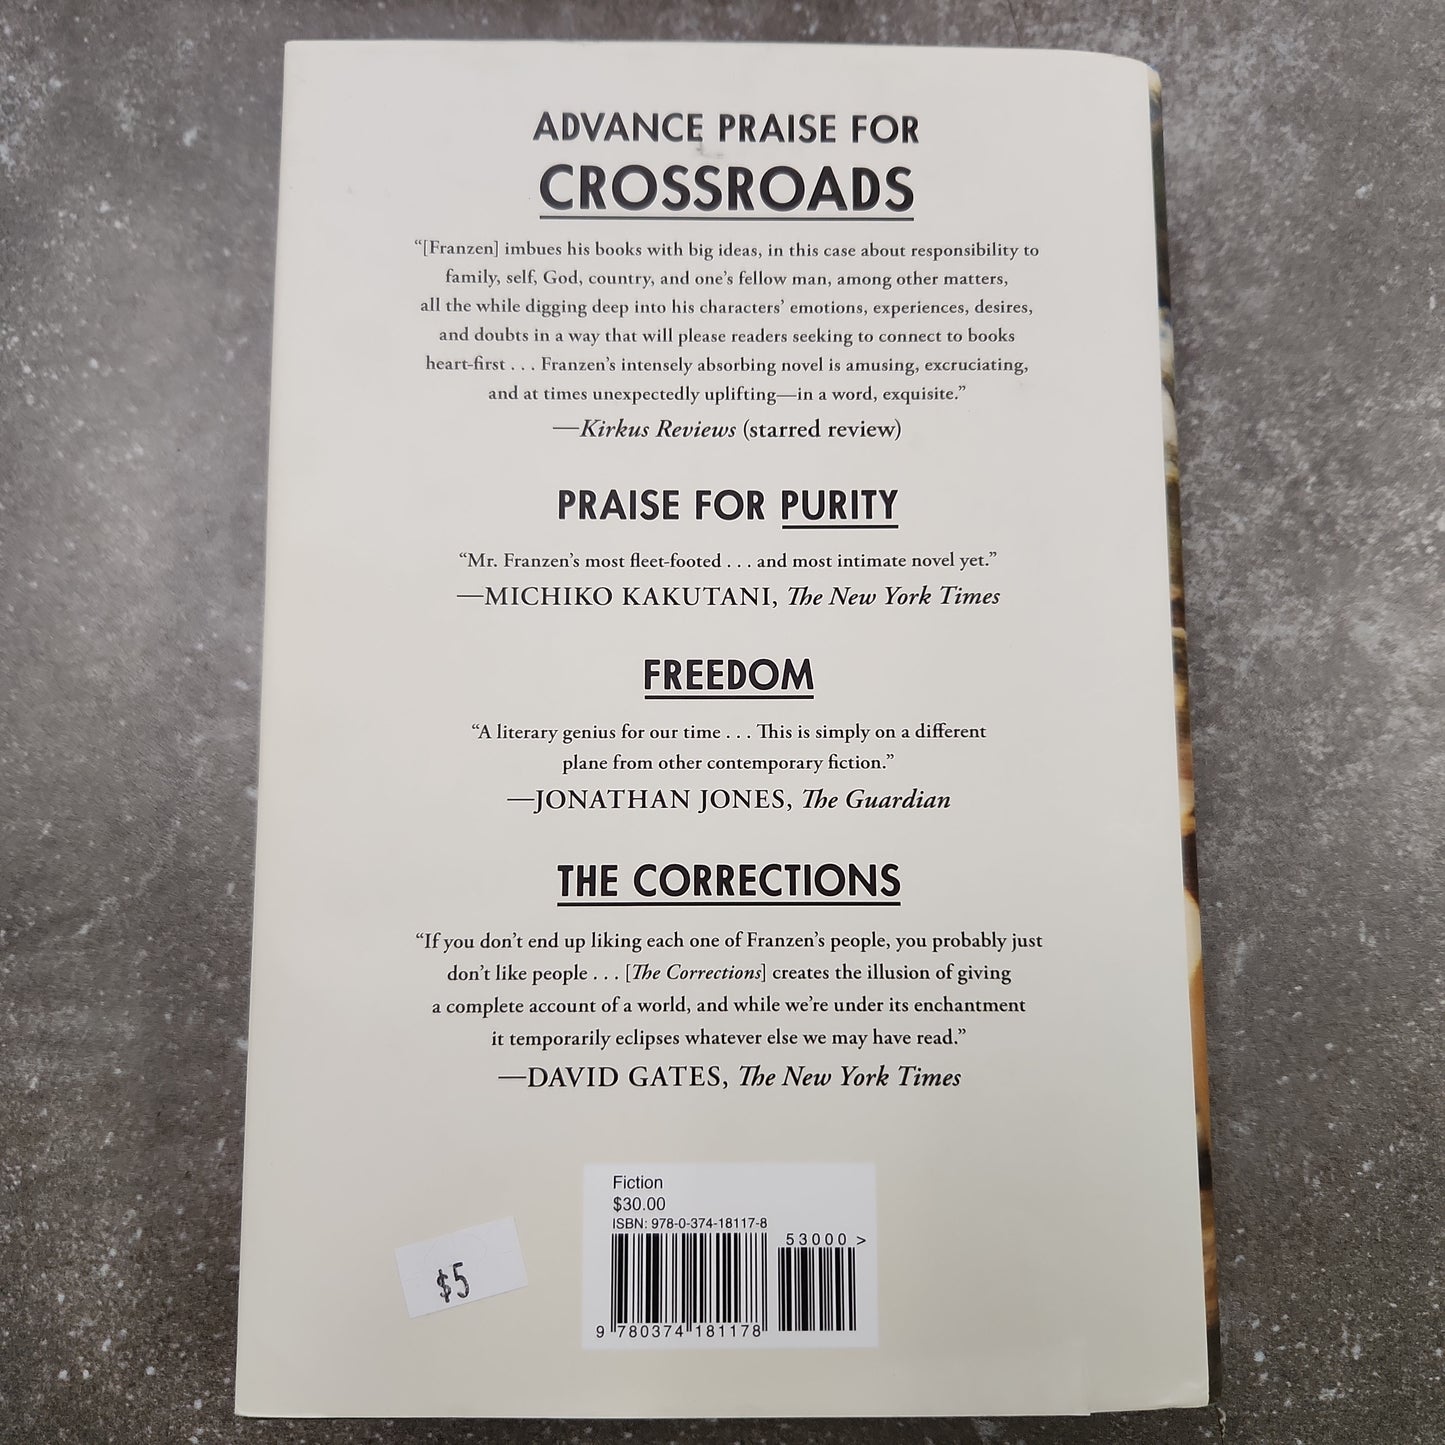 ADVANCE PRAISE FOR
CROSSROADS
“[Franzen] imbues his books with big ideas, in this case about responsibility to
family, self, God, country, and one’s fellow man, among other matters,
all the while digging deep into his characters’ emotions, experiences, desires,
and doubts in a way that will please readers seeking to connect to books
heart-first . . . Franzen’s intensely absorbing novel is amusing, excruciating,
and at times unexpectedly uplifting—in a word, exquisite.”
—Kirkus Reviews (starred review)
PRAISE FOR PURITY
“Mr. Franzen’s most fleet-footed . . . and most intimate novel yet.”
—MICHIKO KAKUTANI, The New York Times
FREEDOM
“A literary genius for our time . . . This is simply on a different
plane from other contemporary fiction.”
—JONATHAN JONES, The Guardian
THE CORRECTIONS
“If you don’t end up liking each one of Franzen’s people, you probably just
don’t like people . . . [The Corrections] creates the illusion of giving
a complete account of a world, and while we’re under its enchantment
it temporarily eclipses whatever else we may have read.”
—DAVID GATES, The New York Times
Fiction
$30.00
ISBN: 978-0-374-18117-8
53000 >
9 780374 181178
$5